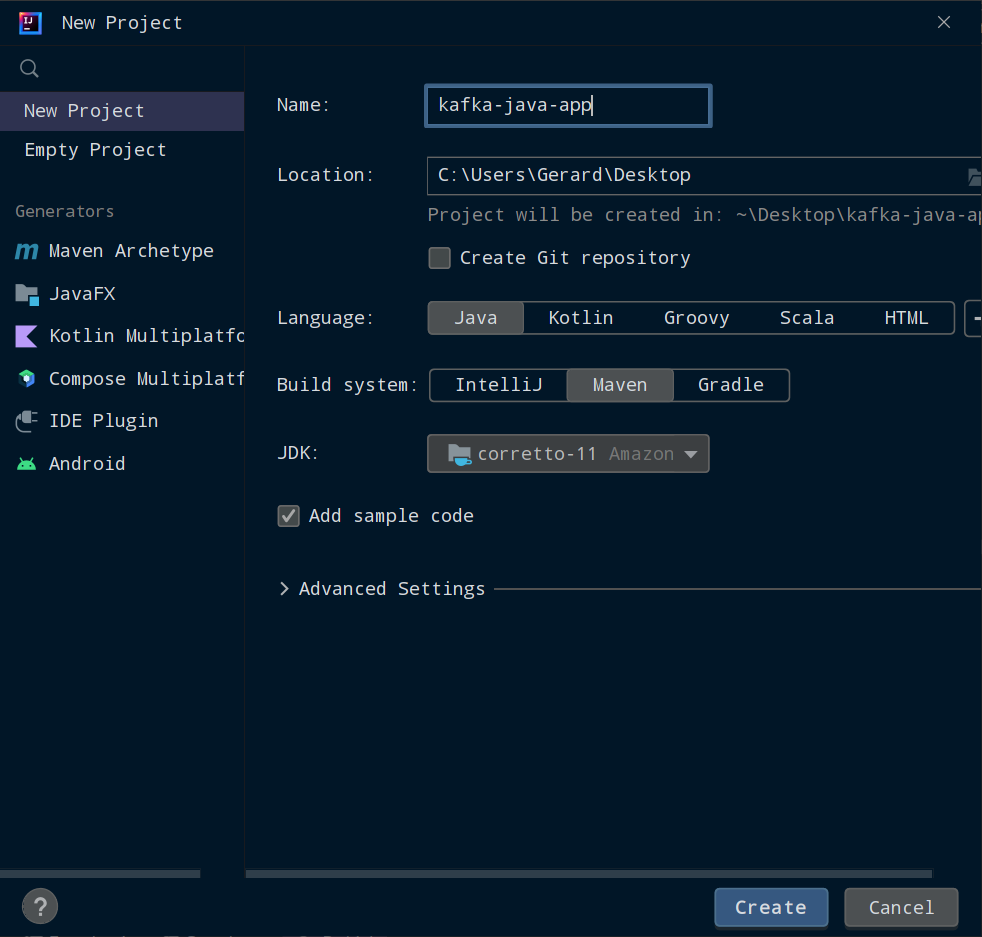 New Project
New Project
Empty Project
Generators
Maven Archetype
JavaFX
Kotlin Multiplatfo
Compose Multiplatf
IDE Plugin
Android
Name:
kafka-java-app
Location:
C:\Users\Gerard\Desktop
Project will be created in: ~\Desktop\kafka-java-ap
Create Git repository
Language:
Java Kotlin Groovy Scala HTML
Build system:
IntelliJ Maven Gradle
JDK:
corretto-11 Amazon
Add sample code
Advanced Settings
?
Create
Cancel